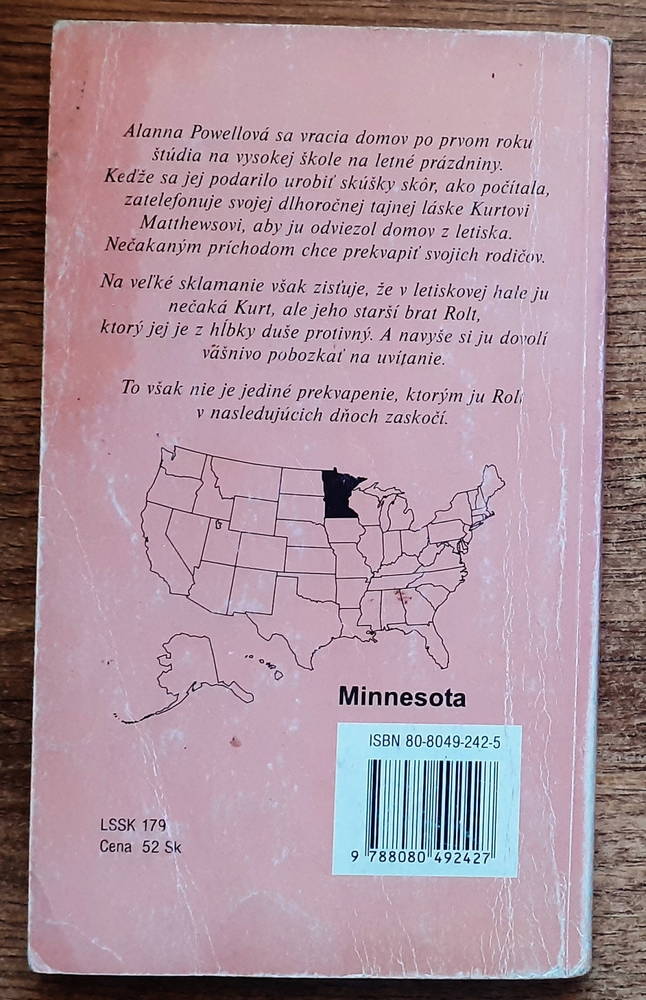 Alanna Powellová sa vracia domov po prvom roku
štúdia na vysokej škole na letné prázdniny.
Keďže sa jej podarilo urobiť skúšky skôr, ako počítala,
zatelefonuje svojej dlhoročnej tajnej láske Kurtovi
Matthewsovi, aby ju odviezol domov z letiska.
Nečakaným príchodom chce prekvapiť svojich rodičov.
Na veľké sklamanie však zisťuje, že v letiskovej hale ju
nečaká Kurt, ale jeho starší brat Rolt,
ktorý jej je z hĺbky duše protivný. A navyše si ju dovolí
vášnivo pobozkať na uvítanie.
To však nie je jediné prekvapenie, ktorým ju Rolt
v nasledujúcich dňoch zaskočí.
Minnesota
ISBN 80-8049-242-5
9 788080 492427
LSSK 179
Cena 52 Sk